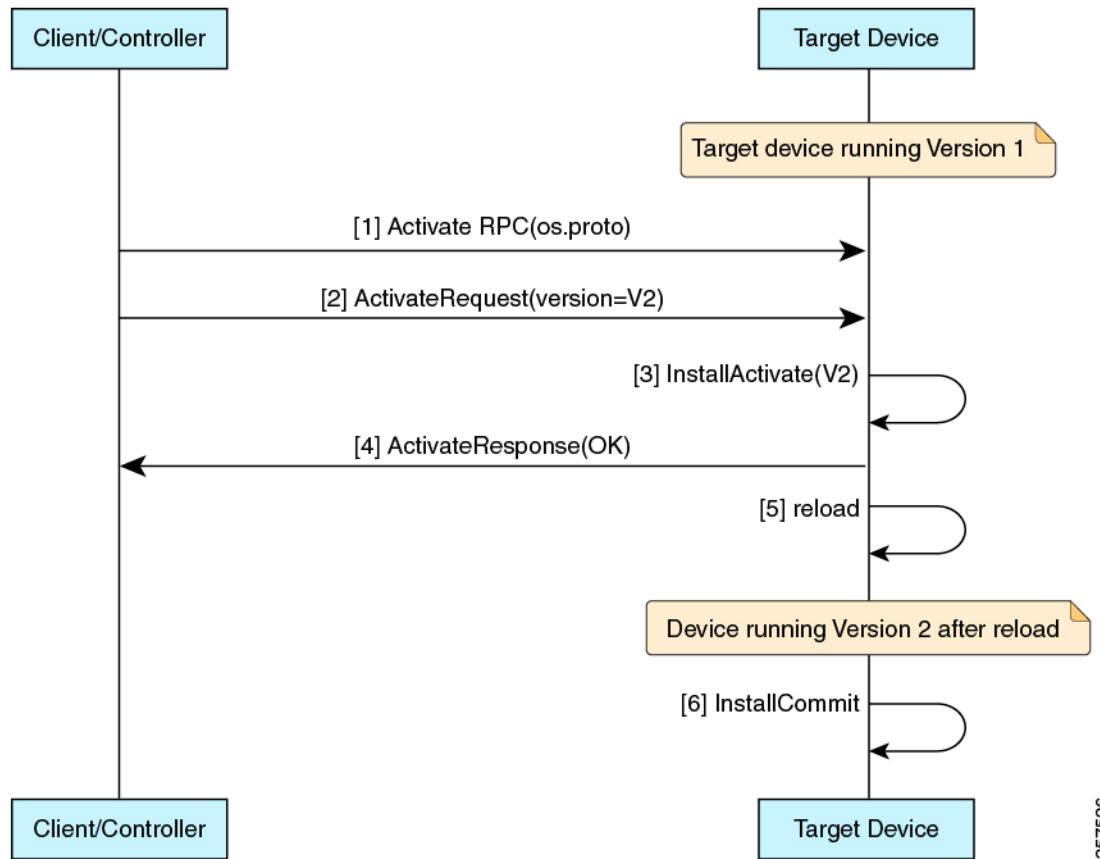 Client/Controller
Target Device
Target device running Version 1
[1] Activate RPC(os.proto)
[2] ActivateRequest(version=V2)
[3] InstallActivate(V2)
[4] ActivateResponse(OK)
[5] reload
Device running Version 2 after reload
[6] InstallCommit
Client/Controller
Target Device